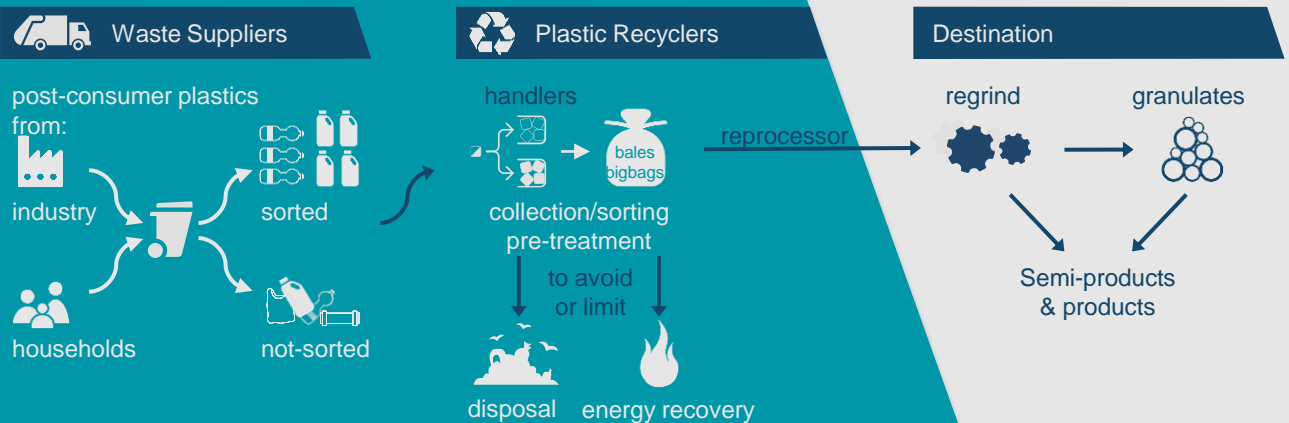 Waste Suppliers
post-consumer plastics
from:
industry
households
sorted
not-sorted
Plastic Recyclers
handlers
bales
bigbags
collection/sorting
pre-treatment
to avoid
or limit
disposal
energy recovery
reprocessor
Destination
regrind
granulates
Semi-products
& products